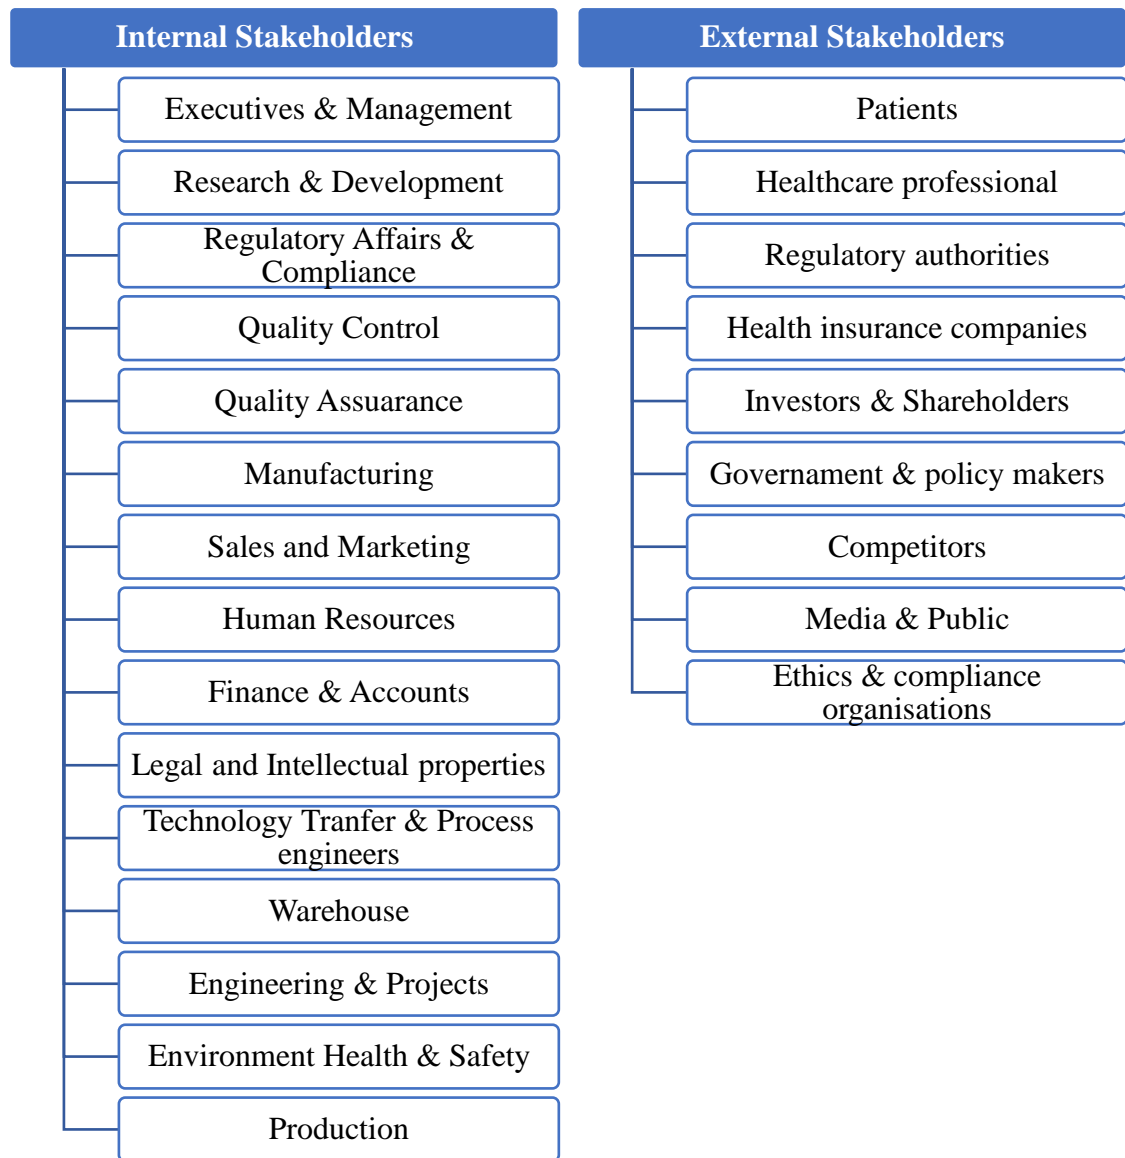 Internal Stakeholders
Executives & Management
Research & Development
Regulatory Affairs &
Compliance
Quality Control
Quality Assuarance
Manufacturing
Sales and Marketing
Human Resources
Finance & Accounts
Legal and Intellectual properties
Technology Tranfer & Process
engineers
Warehouse
Engineering & Projects
Environment Health & Safety
Production
External Stakeholders
Patients
Healthcare professional
Regulatory authorities
Health insurance companies
Investors & Shareholders
Governament & policy makers
Competitors
Media & Public
Ethics & compliance
organisations